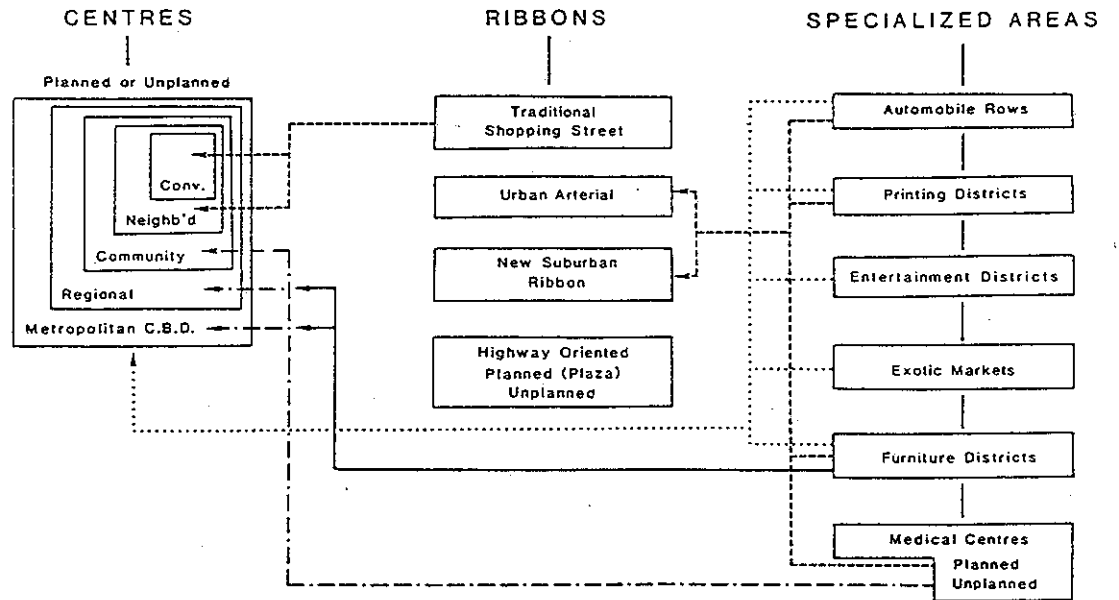 CENTRES
Planned or Unplanned
Conv.
Neighb'd
Community
Regional
Metropolitan C.B.D.
RIBBONS
Traditional
Shopping Street
Urban Arterial
New Suburban
Ribbon
Highway Oriented
Planned (Plaza)
Unplanned
SPECIALIZED AREAS
Automobile Rows
Printing Districts
Entertainment Districts
Exotic Markets
Furniture Districts
Medical Centres
Planned
Unplanned